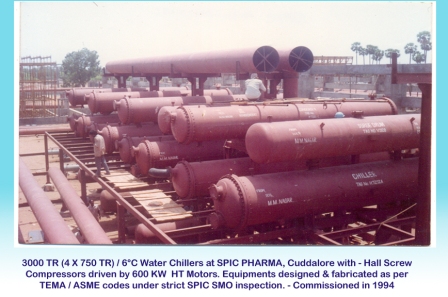 CHILLER
3000 TR (4 X 750 TR) / 6°C Water Chillers at SPIC PHARMA, Cuddalore with - Hall Screw
Compressors driven by 600 KW HT Motors. Equipments designed & fabricated as per
TEMA / ASME codes under strict SPIC SMO inspection. - Commissioned in 1994